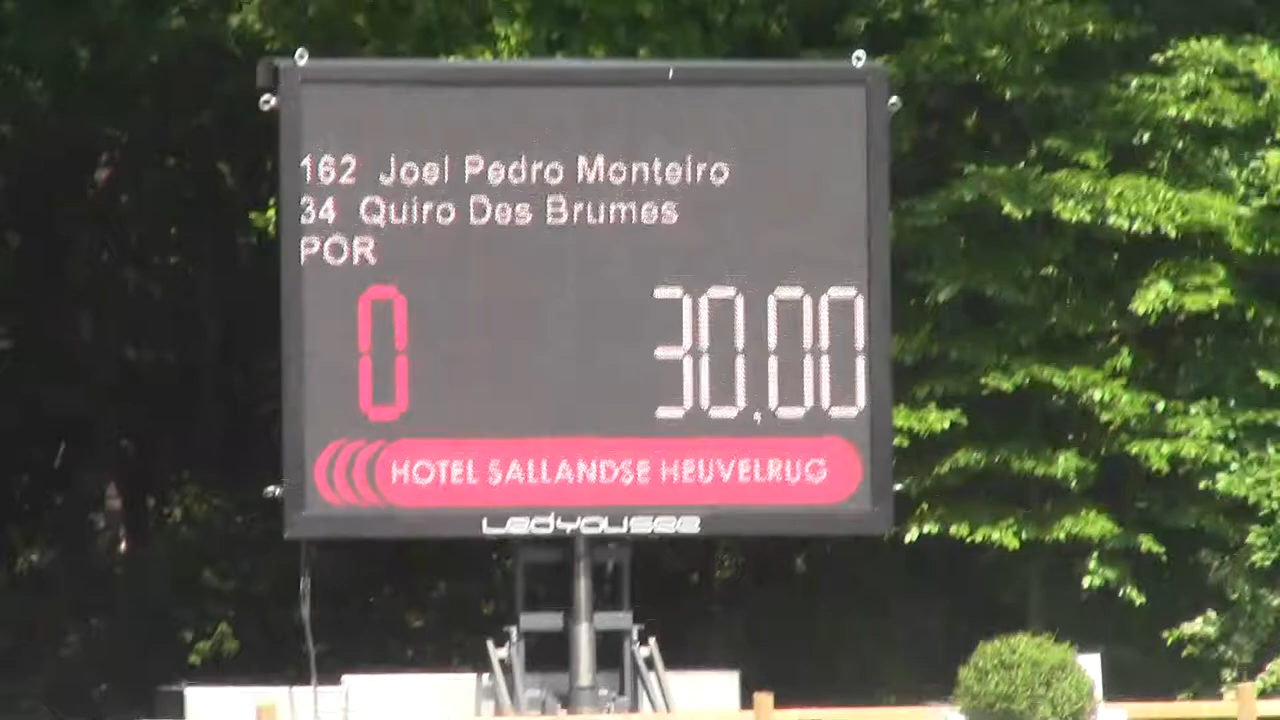 162 Joel Pedro Monteiro
34 Quiro Des Brumes
POR
0 30,00
HOTEL SALLANDSE HEUVELRUG
Ledyousee